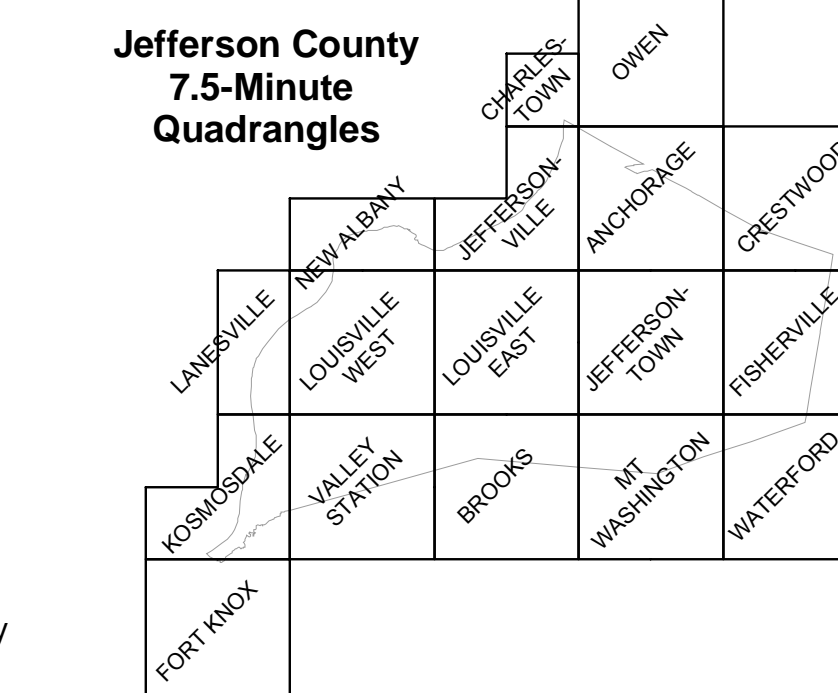 Jefferson County
7.5-Minute
Quadrangles
CHARLES-
TOWN
OWEN
NEW ALBANY
JEFFERSON-
VILLE
ANCHORAGE
CRESTWOOD
LANESVILLE
LOUISVILLE
WEST
LOUISVILLE
EAST
JEFFERSON-
TOWN
FISHERVILLE
KOSMOSDALE
VALLEY
STATION
BROOKS
MT
WASHINGTON
WATERFORD
FORT KNOX
y